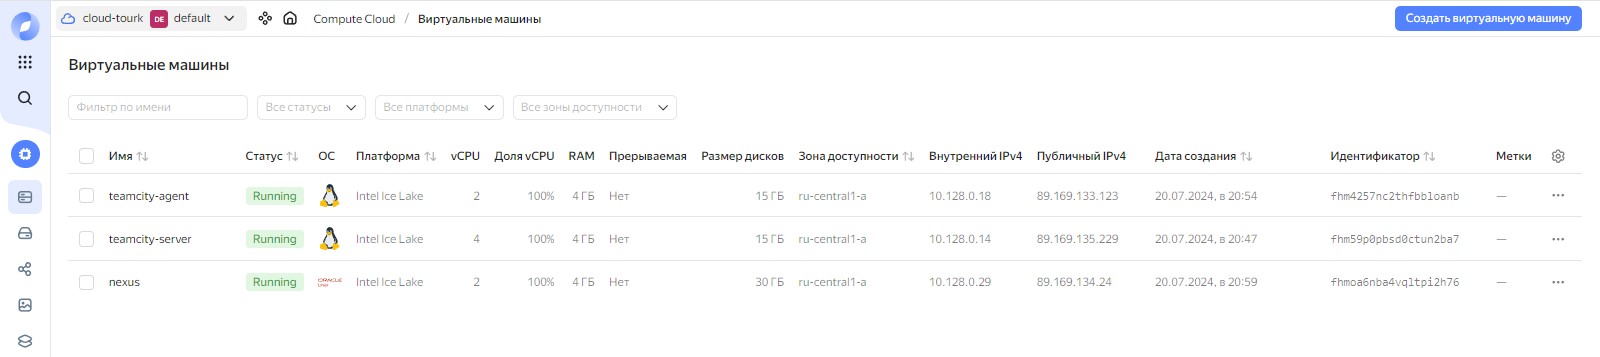 cloud-tourk DE default Compute Cloud / Виртуальные машины Создать виртуальную машину
Виртуальные машины
Фильтр по имени Все статусы Все платформы Все зоны доступности
Имя Статус ОС Платформа vCPU Доля vCPU RAM Прерываемая Размер дисков Зона доступности Внутренний IPv4 Публичный IPv4 Дата создания Идентификатор Метки
teamcity-agent Running Intel Ice Lake 2 100% 4 ГБ Нет 15 ГБ ru-central1-a 10.128.0.18 89.169.133.123 20.07.2024, в 20:54 fhm4257nc2thfbbloanb —
teamcity-server Running Intel Ice Lake 4 100% 4 ГБ Нет 15 ГБ ru-central1-a 10.128.0.14 89.169.135.229 20.07.2024, в 20:47 fhm59p0pbsd0ctun2ba7 —
nexus Running ORACLE Linux Intel Ice Lake 2 100% 4 ГБ Нет 30 ГБ ru-central1-a 10.128.0.29 89.169.134.24 20.07.2024, в 20:59 fhmoa6nba4vqltpi2h76 —